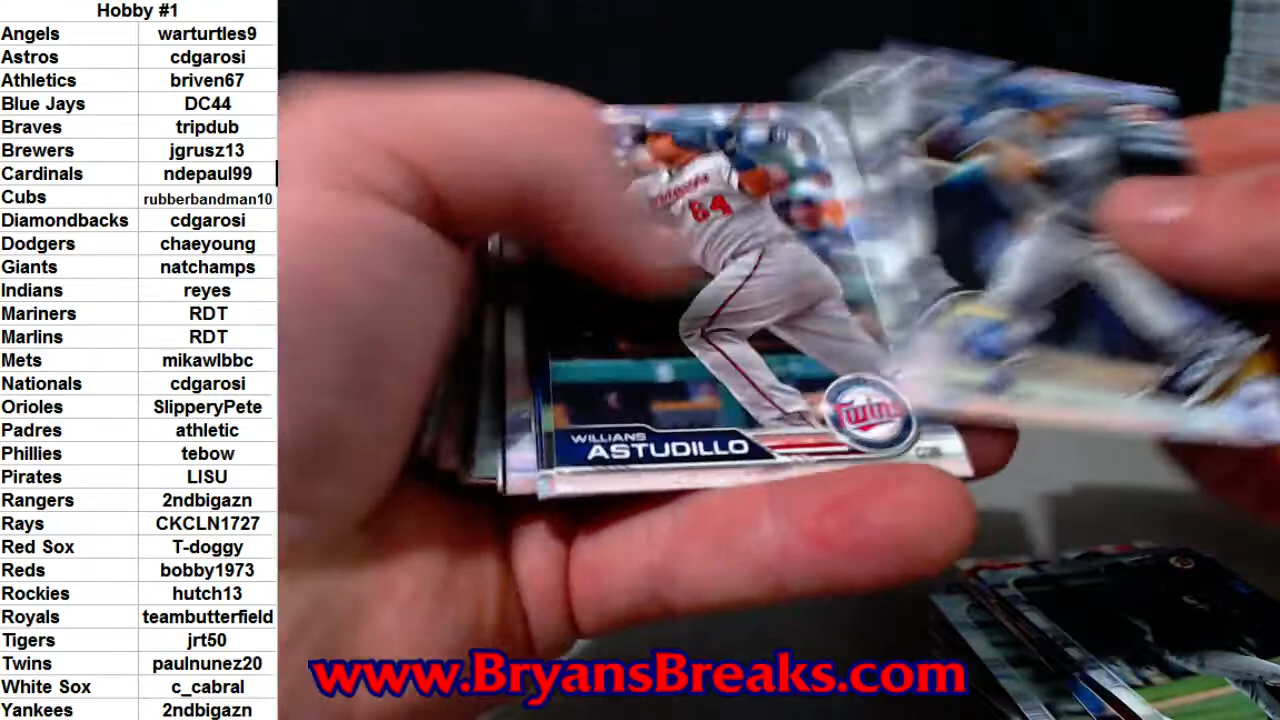 Hobby #1
Angels warturtles9
Astros cdgarosi
Athletics briven67
Blue Jays DC44
Braves tripdub
Brewers jgrusz13
Cardinals ndepaul99
Cubs rubberbandman10
Diamondbacks cdgarosi
Dodgers chaeyoung
Giants natchamps
Indians reyes
Mariners RDT
Marlins RDT
Mets mikawlbbc
Nationals cdgarosi
Orioles SlipperyPete
Padres athletic
Phillies tebow
Pirates LISU
Rangers 2ndbigazn
Rays CKCLN1727
Red Sox T-doggy
Reds bobby1973
Rockies hutch13
Royals teambutterfield
Tigers jrt50
Twins paulnunez20
White Sox c_cabral
Yankees 2ndbigazn
64
Twins
WILLIANS
ASTUDILLO
www.BryansBreaks.com